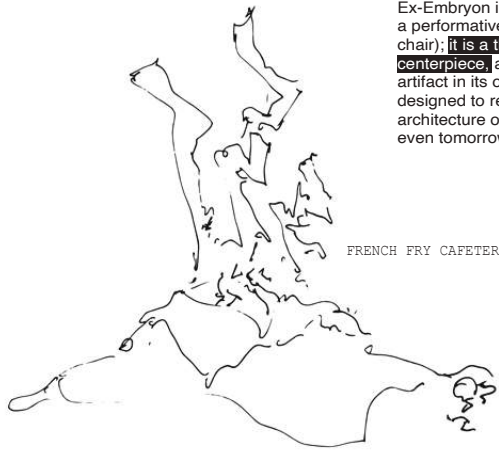 Ex-Embryon i
a performative
chair); it is a t
centerpiece, a
artifact in its o
designed to re
architecture o
even tomorrow
FRENCH FRY CAFETER